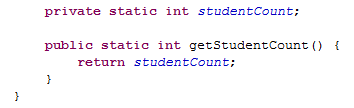 private static int studentCount;
public static int getStudentCount() {
return studentCount;
}
}